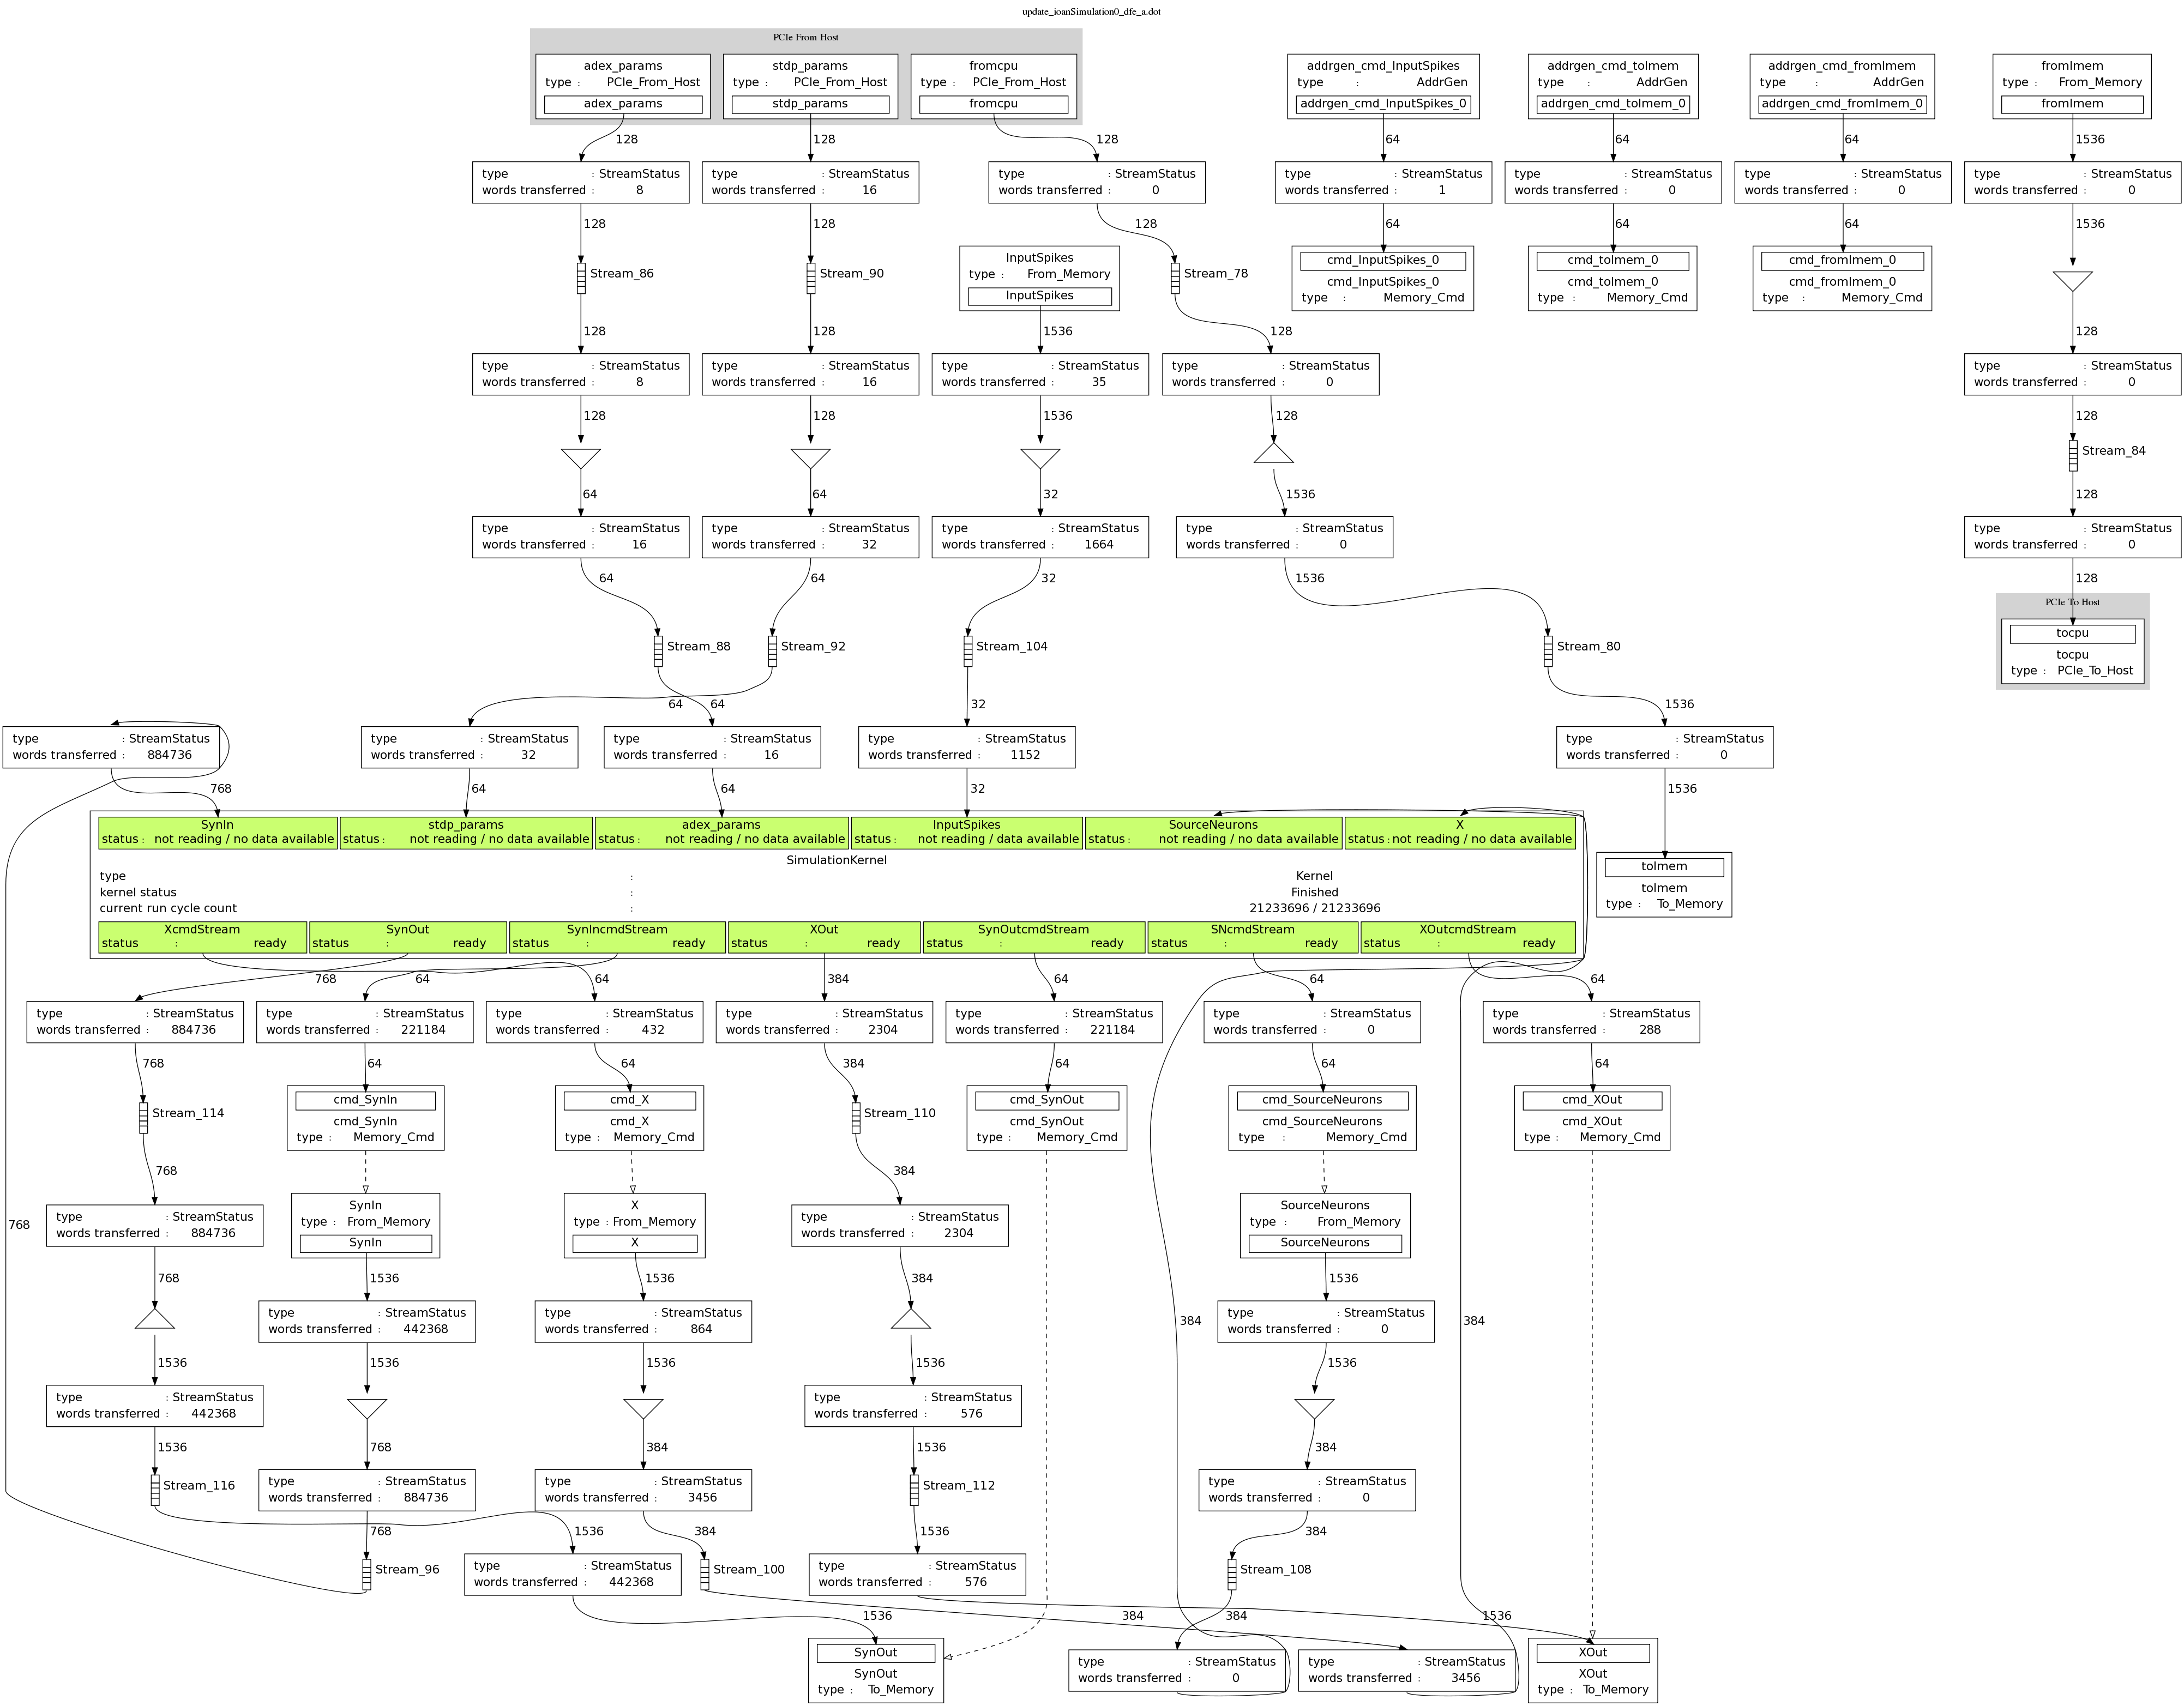 update_ioanSimulation0_dfe_a.dot
PCIe From Host
adex_params
type : PCIe_From_Host
adex_params
stdp_params
type : PCIe_From_Host
stdp_params
fromcpu
type : PCIe_From_Host
fromcpu
addrgen_cmd_InputSpikes
type : AddrGen
addrgen_cmd_InputSpikes_0
addrgen_cmd_tolmem
type : AddrGen
addrgen_cmd_tolmem_0
addrgen_cmd_fromlmem
type : AddrGen
addrgen_cmd_fromlmem_0
fromlmem
type : From_Memory
fromlmem
128
128
128
64
64
64
1536
type : StreamStatus
words transferred : 8
type : StreamStatus
words transferred : 16
type : StreamStatus
words transferred : 0
type : StreamStatus
words transferred : 1
type : StreamStatus
words transferred : 0
type : StreamStatus
words transferred : 0
type : StreamStatus
words transferred : 0
128
128
128
64
64
64
1536
Stream_86
Stream_90
InputSpikes
type : From_Memory
InputSpikes
Stream_78
cmd_InputSpikes_0
cmd_InputSpikes_0
type : Memory_Cmd
cmd_tolmem_0
cmd_tolmem_0
type : Memory_Cmd
cmd_fromlmem_0
cmd_fromlmem_0
type : Memory_Cmd
128
128
1536
128
128
type : StreamStatus
words transferred : 8
type : StreamStatus
words transferred : 16
type : StreamStatus
words transferred : 35
type : StreamStatus
words transferred : 0
type : StreamStatus
words transferred : 0
128
128
1536
128
128
Stream_84
64
64
32
1536
128
type : StreamStatus
words transferred : 16
type : StreamStatus
words transferred : 32
type : StreamStatus
words transferred : 1664
type : StreamStatus
words transferred : 0
type : StreamStatus
words transferred : 0
64
64
32
1536
128
PCIe To Host
tocpu
tocpu
type : PCIe_To_Host
Stream_88
Stream_92
Stream_104
Stream_80
64
64
32
1536
type : StreamStatus
words transferred : 884736
type : StreamStatus
words transferred : 32
type : StreamStatus
words transferred : 16
type : StreamStatus
words transferred : 1152
type : StreamStatus
words transferred : 0
768
64
64
32
1536
SynIn
status : not reading / no data available
stdp_params
status : not reading / no data available
adex_params
status : not reading / no data available
InputSpikes
status : not reading / data available
SourceNeurons
status : not reading / no data available
X
status : not reading / no data available
SimulationKernel
type : Kernel
kernel status : Finished
current run cycle count : 21233696 / 21233696
XcmdStream
status : ready
SynOut
status : ready
SynIncmdStream
status : ready
XOut
status : ready
SynOutcmdStream
status : ready
SNcmdStream
status : ready
XOutcmdStream
status : ready
tolmem
tolmem
type : To_Memory
768
64
64
384
64
64
64
type : StreamStatus
words transferred : 884736
type : StreamStatus
words transferred : 221184
type : StreamStatus
words transferred : 432
type : StreamStatus
words transferred : 2304
type : StreamStatus
words transferred : 221184
type : StreamStatus
words transferred : 0
type : StreamStatus
words transferred : 288
768
64
64
384
64
64
64
Stream_114
cmd_SynIn
cmd_SynIn
type : Memory_Cmd
cmd_X
cmd_X
type : Memory_Cmd
Stream_110
cmd_SynOut
cmd_SynOut
type : Memory_Cmd
cmd_SourceNeurons
cmd_SourceNeurons
type : Memory_Cmd
cmd_XOut
cmd_XOut
type : Memory_Cmd
768
384
768
type : StreamStatus
words transferred : 884736
SynIn
type : From_Memory
SynIn
X
type : From_Memory
X
type : StreamStatus
words transferred : 2304
SourceNeurons
type : From_Memory
SourceNeurons
768
1536
1536
384
1536
type : StreamStatus
words transferred : 442368
type : StreamStatus
words transferred : 864
384
type : StreamStatus
words transferred : 0
384
1536
1536
1536
1536
1536
type : StreamStatus
words transferred : 442368
type : StreamStatus
words transferred : 576
1536
768
384
1536
384
Stream_116
type : StreamStatus
words transferred : 884736
type : StreamStatus
words transferred : 3456
Stream_112
type : StreamStatus
words transferred : 0
768
1536
384
1536
384
Stream_96
type : StreamStatus
words transferred : 442368
Stream_100
type : StreamStatus
words transferred : 576
Stream_108
1536
384
384
1536
SynOut
SynOut
type : To_Memory
type : StreamStatus
words transferred : 0
type : StreamStatus
words transferred : 3456
XOut
XOut
type : To_Memory